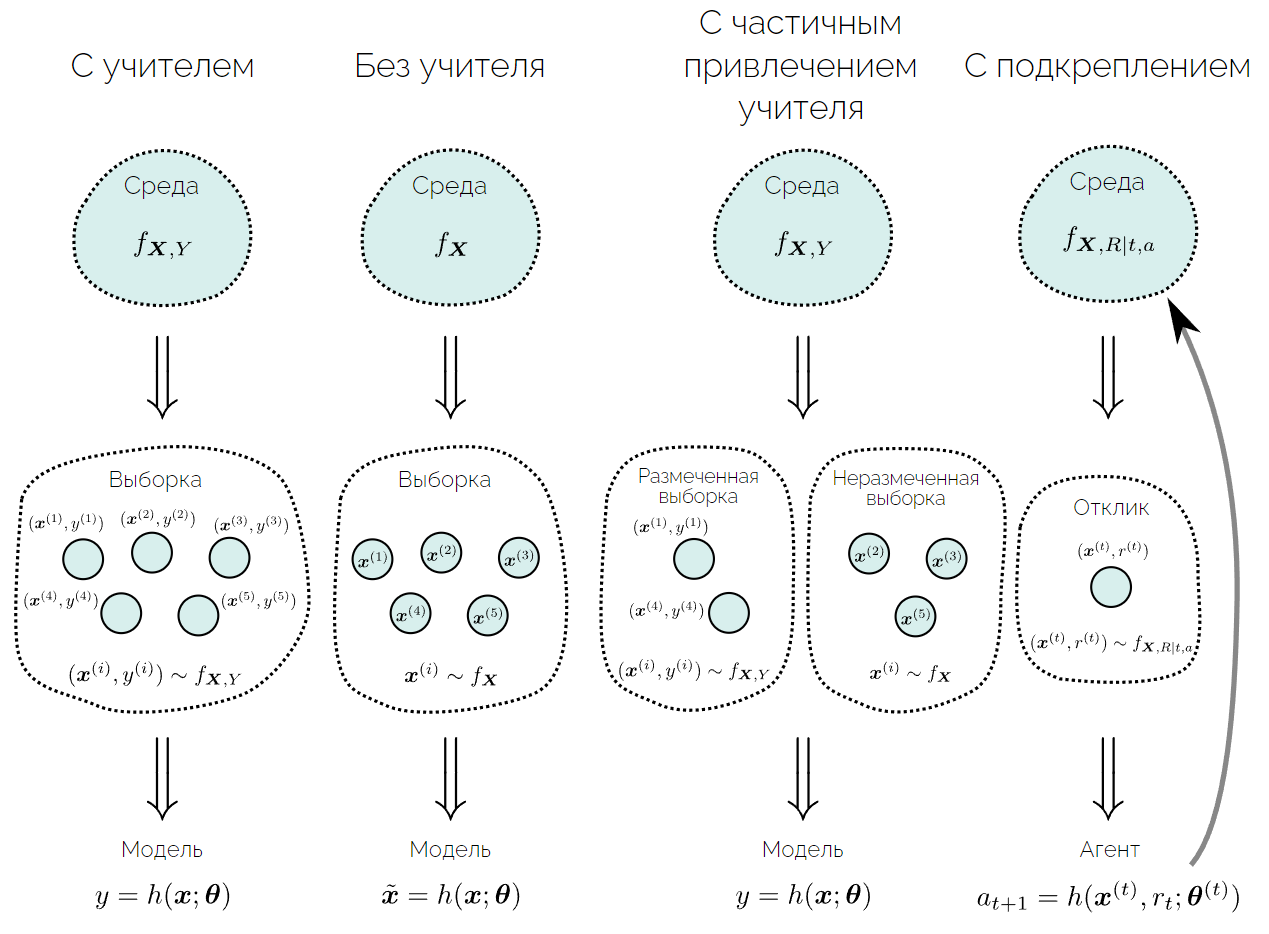 С учителем
Среда
f_{X,Y}
Выборка
(x^{(1)}, y^{(1)})
(x^{(2)}, y^{(2)})
(x^{(3)}, y^{(3)})
(x^{(4)}, y^{(4)})
(x^{(5)}, y^{(5)})
(x^{(i)}, y^{(i)}) ∼ f_{X,Y}
Модель
y = h(x; θ)
Без учителя
Среда
f_X
Выборка
x^{(1)}
x^{(2)}
x^{(3)}
x^{(4)}
x^{(5)}
x^{(i)} ∼ f_X
Модель
x̃ = h(x; θ)
С частичным
привлечением
учителя
Среда
f_{X,Y}
Размеченная
выборка
(x^{(1)}, y^{(1)})
(x^{(4)}, y^{(4)})
(x^{(i)}, y^{(i)}) ∼ f_{X,Y}
Неразмеченная
выборка
x^{(2)}
x^{(3)}
x^{(5)}
x^{(i)} ∼ f_X
Модель
y = h(x; θ)
С подкреплением
Среда
f_{X,R|t,a}
Отклик
(x^{(t)}, r^{(t)})
(x^{(t)}, r^{(t)}) ∼ f_{X,R|t,a}
Агент
a_{t+1} = h(x^{(t)}, r_t; θ^{(t)})